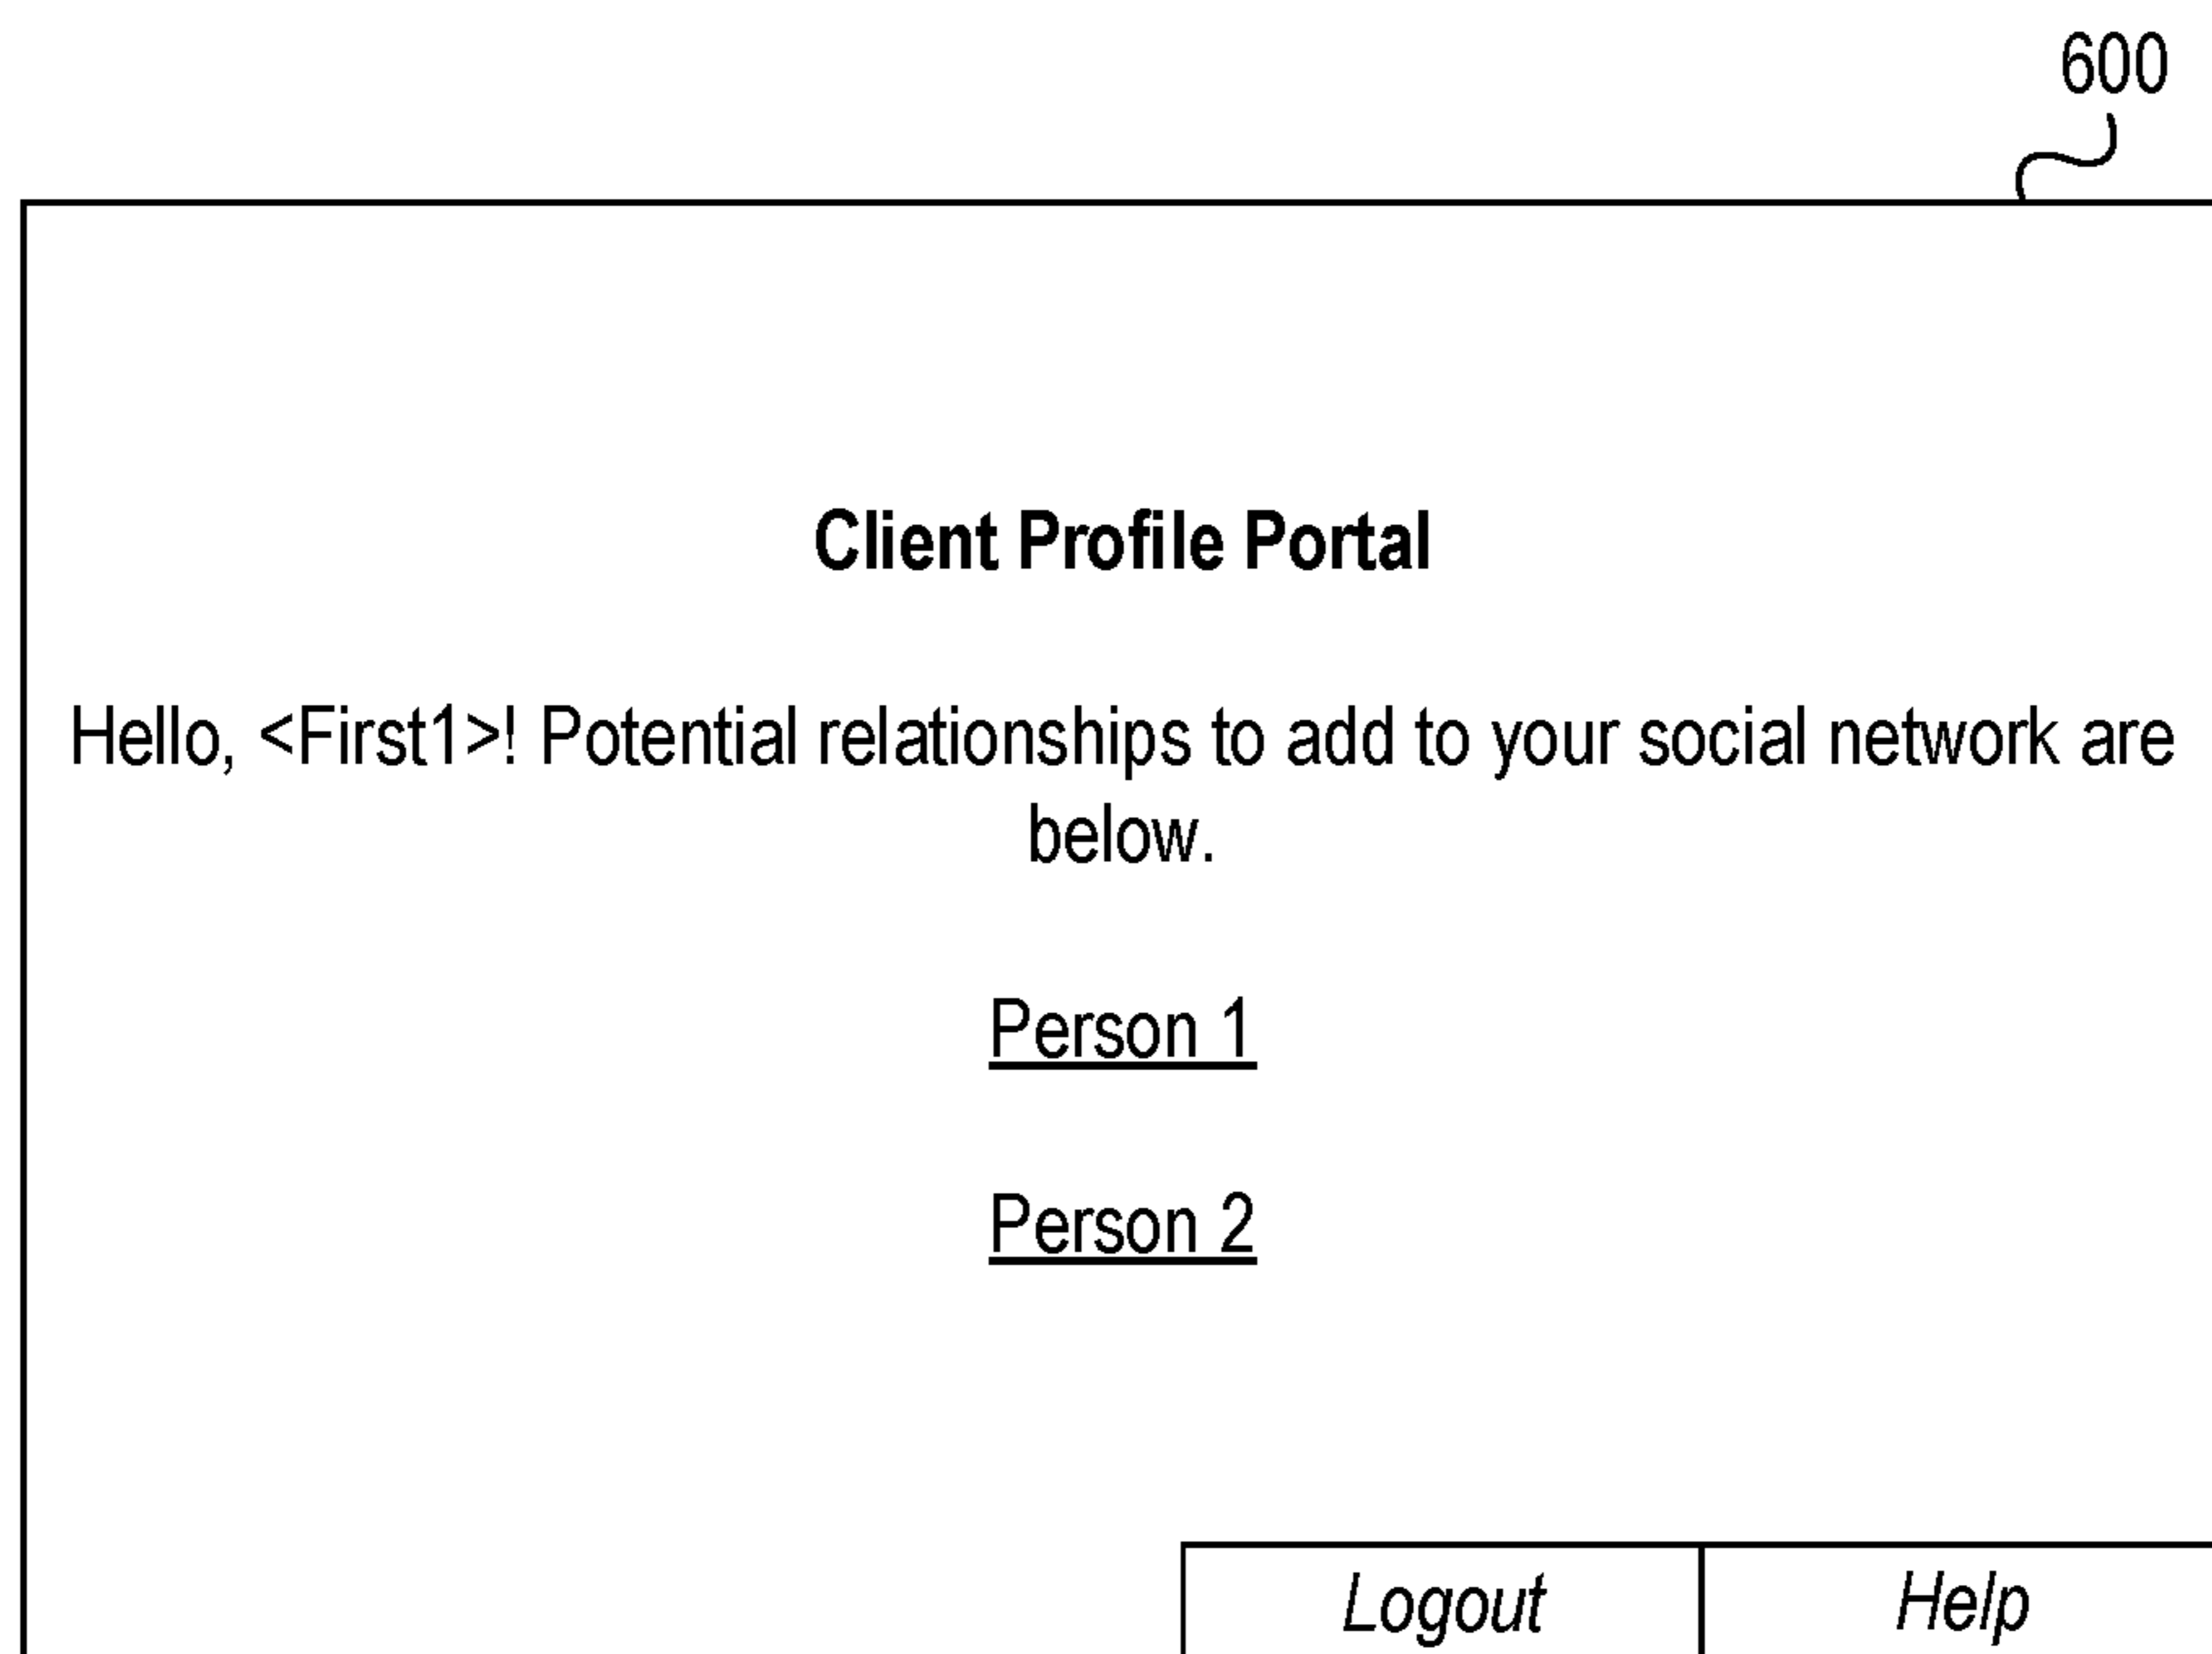 600
Client Profile Portal
Hello, <First1>! Potential relationships to add to your social network are
below.
Person 1
Person 2
Logout Help